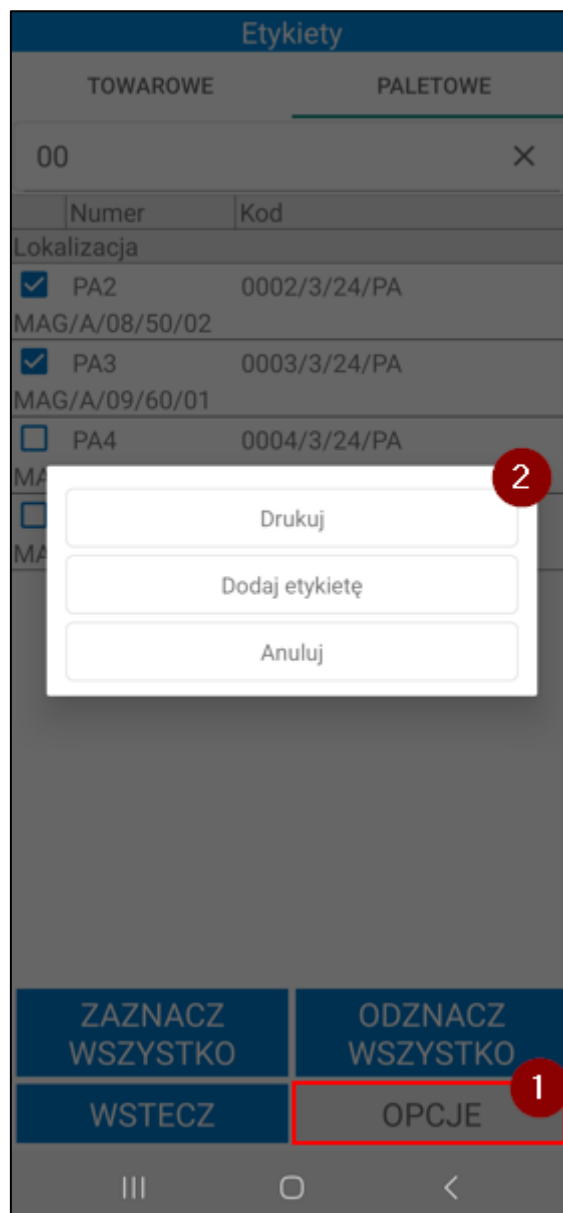 Etykiety
TOWAROWE PALETOWE
00
Numer Kod
Lokalizacja
PA2 0002/3/24/PA
MAG/A/08/50/02
PA3 0003/3/24/PA
MAG/A/09/60/01
PA4 0004/3/24/PA
MA
2
Drukuj
MA
Dodaj etykietę
Anuluj
ZAZNACZ WSZYSTKO
ODZNACZ WSZYSTKO
1
WSTECZ OPCJE